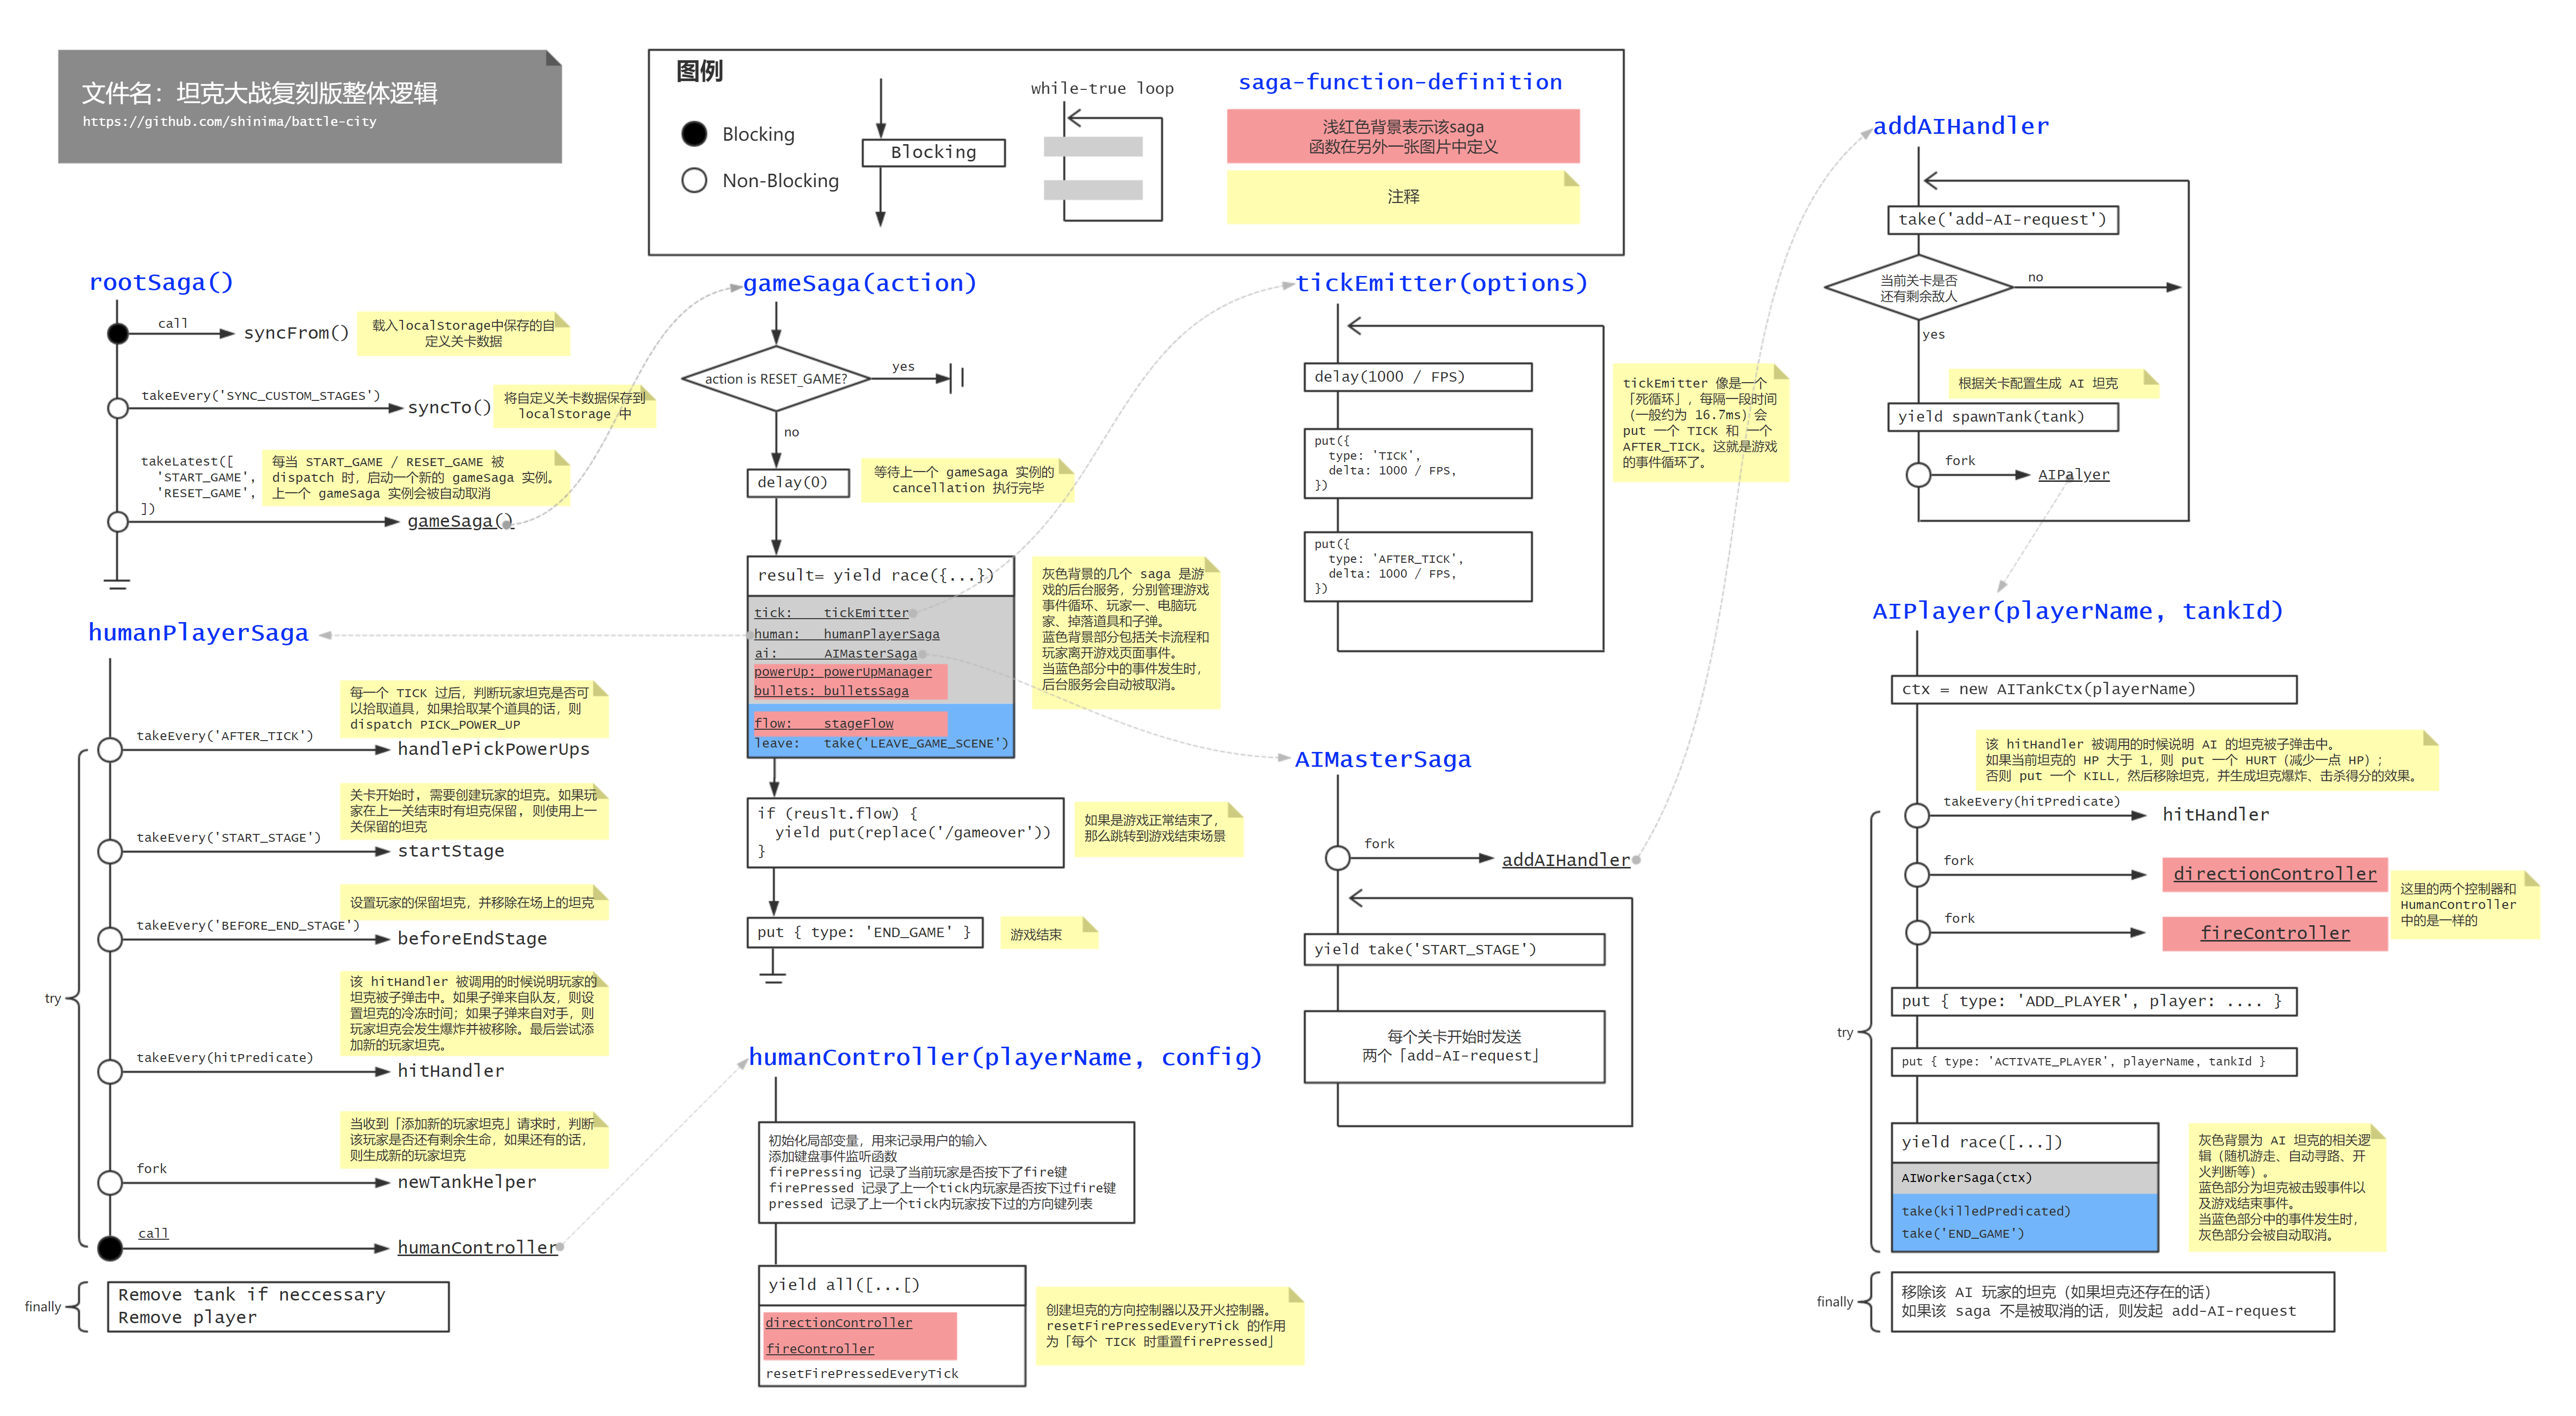 文件名：坦克大战复刻版整体逻辑
https://github.com/shinima/battle-city
图例
Blocking
Non-Blocking
Blocking
while-true loop
saga-function-definition
浅红色背景表示该saga
函数在另外一张图片中定义
注释
rootSaga()
call
syncFrom()
载入localStorage中保存的自
定义关卡数据
takeEvery('SYNC_CUSTOM_STAGES')
syncTo()
将自定义关卡数据保存到
localStorage 中
takeLatest([
'START_GAME',
'RESET_GAME',
])
每当 START_GAME / RESET_GAME 被
dispatch 时，启动一个新的 gameSaga 实例。
上一个 gameSaga 实例会被自动取消
gameSaga()
humanPlayerSaga
每一个 TICK 过后，判断玩家坦克是否可
以拾取道具，如果拾取某个道具的话，则
dispatch PICK_POWER_UP
takeEvery('AFTER_TICK')
handlePickPowerUps
关卡开始时，需要创建玩家的坦克。如果玩
家在上一关结束时有坦克保留，则使用上一
关保留的坦克
takeEvery('START_STAGE')
startStage
设置玩家的保留坦克，并移除在场上的坦克
takeEvery('BEFORE_END_STAGE')
beforeEndStage
try
该 hitHandler 被调用的时候说明玩家的
坦克被子弹击中。如果子弹来自队友，则设
置坦克的冷冻时间；如果子弹来自对手，则
玩家坦克会发生爆炸并被移除。最后尝试添
加新的玩家坦克。
takeEvery(hitPredicate)
hitHandler
当收到「添加新的玩家坦克」请求时，判断
该玩家是否还有剩余生命，如果还有的话，
则生成新的玩家坦克
fork
newTankHelper
call
humanController
finally
Remove tank if neccessary
Remove player
gameSaga(action)
action is RESET_GAME?
yes
no
delay(0)
等待上一个 gameSaga 实例的
cancellation 执行完毕
result= yield race({...})
tick: tickEmitter
human: humanPlayerSaga
ai: AIMasterSaga
powerUp: powerUpManager
bullets: bulletsSaga
flow: stageFlow
leave: take('LEAVE_GAME_SCENE')
灰色背景的几个 saga 是游
戏的后台服务，分别管理游戏
事件循环、玩家一、电脑玩
家、掉落道具和子弹。
蓝色背景部分包括关卡流程和
玩家离开游戏页面事件。
当蓝色部分中的事件发生时，
后台服务会自动被取消。
if (reuslt.flow) {
yield put(replace('/gameover'))
}
如果是游戏正常结束了，
那么跳转到游戏结束场景
put { type: 'END_GAME' }
游戏结束
humanController(playerName, config)
初始化局部变量，用来记录用户的输入
添加键盘事件监听函数
firePressing 记录了当前玩家是否按下了fire键
firePressed 记录了上一个tick内玩家是否按下过fire键
pressed 记录了上一个tick内玩家按下过的方向键列表
yield all([...[)
directionController
fireController
resetFirePressedEveryTick
创建坦克的方向控制器以及开火控制器。
resetFirePressedEveryTick 的作用
为「每个 TICK 时重置firePressed」
tickEmitter(options)
delay(1000 / FPS)
put({
type: 'TICK',
delta: 1000 / FPS,
})
put({
type: 'AFTER_TICK',
delta: 1000 / FPS,
})
tickEmitter 像是一个
「死循环」，每隔一段时间
（一般约为 16.7ms）会
put 一个 TICK 和 一个
AFTER_TICK。这就是游戏
的事件循环了。
AIMasterSaga
fork
addAIHandler
yield take('START_STAGE')
每个关卡开始时发送
两个「add-AI-request」
addAIHandler
take('add-AI-request')
当前关卡是否
还有剩余敌人
no
yes
根据关卡配置生成 AI 坦克
yield spawnTank(tank)
fork
AIPalyer
AIPlayer(playerName, tankId)
ctx = new AITankCtx(playerName)
该 hitHandler 被调用的时候说明 AI 的坦克被子弹击中。
如果当前坦克的 HP 大于 1，则 put 一个 HURT（减少一点 HP）；
否则 put 一个 KILL，然后移除坦克，并生成坦克爆炸、击杀得分的效果。
takeEvery(hitPredicate)
hitHandler
fork
directionController
fork
fireController
这里的两个控制器和
HumanController
中的是一样的
put { type: 'ADD_PLAYER', player: .... }
try
put { type: 'ACTIVATE_PLAYER', playerName, tankId }
yield race([...])
AIWorkerSaga(ctx)
take(killedPredicated)
take('END_GAME')
灰色背景为 AI 坦克的相关逻
辑（随机游走、自动寻路、开
火判断等）。
蓝色部分为坦克被击毁事件以
及游戏结束事件。
当蓝色部分中的事件发生时，
灰色部分会被自动取消。
finally
移除该 AI 玩家的坦克（如果坦克还存在的话）
如果该 saga 不是被取消的话，则发起 add-AI-request